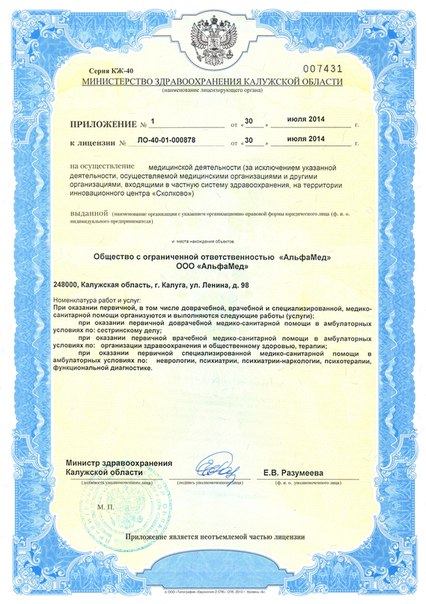 Серия КЖ-40
007431
МИНИСТЕРСТВО ЗДРАВООХРАНЕНИЯ КАЛУЖСКОЙ ОБЛАСТИ
(наименование лицензирующего органа)
ПРИЛОЖЕНИЕ № 1 от « 30 » июля 2014 г.
к лицензии № ЛО-40-01-000878 от « 30 » июля 2014 г.
на осуществление медицинской деятельности (за исключением указанной
деятельности, осуществляемой медицинскими организациями и другими
организациями, входящими в частную систему здравоохранения, на территории
инновационного центра «Сколково»)
выданной (наименование организации с указанием организационно-правовой формы юридического лица (ф. и. о.
индивидуального предпринимателя)
и места нахождения объектов
Общество с ограниченной ответственностью «АльфаМед»
ООО «АльфаМед»
248000, Калужская область, г. Калуга, ул. Ленина, д. 98
Номенклатура работ и услуг:
При оказании первичной, в том числе доврачебной, врачебной и специализированной, медико-
санитарной помощи организуются и выполняются следующие работы (услуги):
при оказании первичной доврачебной медико-санитарной помощи в амбулаторных
условиях по: сестринскому делу;
при оказании первичной врачебной медико-санитарной помощи в амбулаторных
условиях по: организации здравоохранения и общественному здоровью, терапии;
при оказании первичной специализированной медико-санитарной помощи в
амбулаторных условиях по: неврологии, психиатрии, психиатрии-наркологии, психотерапии,
функциональной диагностике.
Министр здравоохранения
Калужской области
Е.В. Разумеева
(должность уполномоченного лица)
(подпись уполномоченного лица)
(ф. и. о. уполномоченного лица)
М. П.
Приложение является неотъемлемой частью лицензии